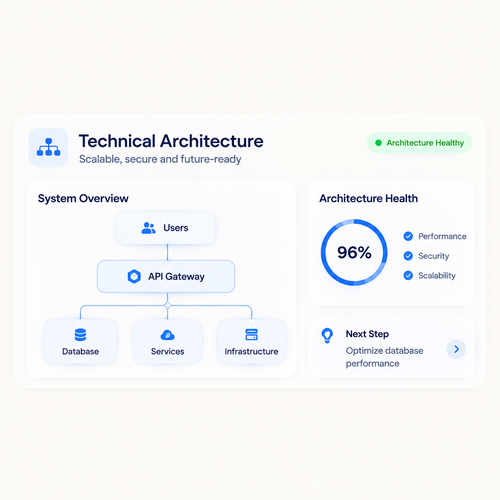 Technical Architecture
Scalable, secure and future-ready
Architecture Healthy
System Overview
Users
API Gateway
Database
Services
Infrastructure
Architecture Health
96%
Performance
Security
Scalability
Next Step
Optimize database
performance